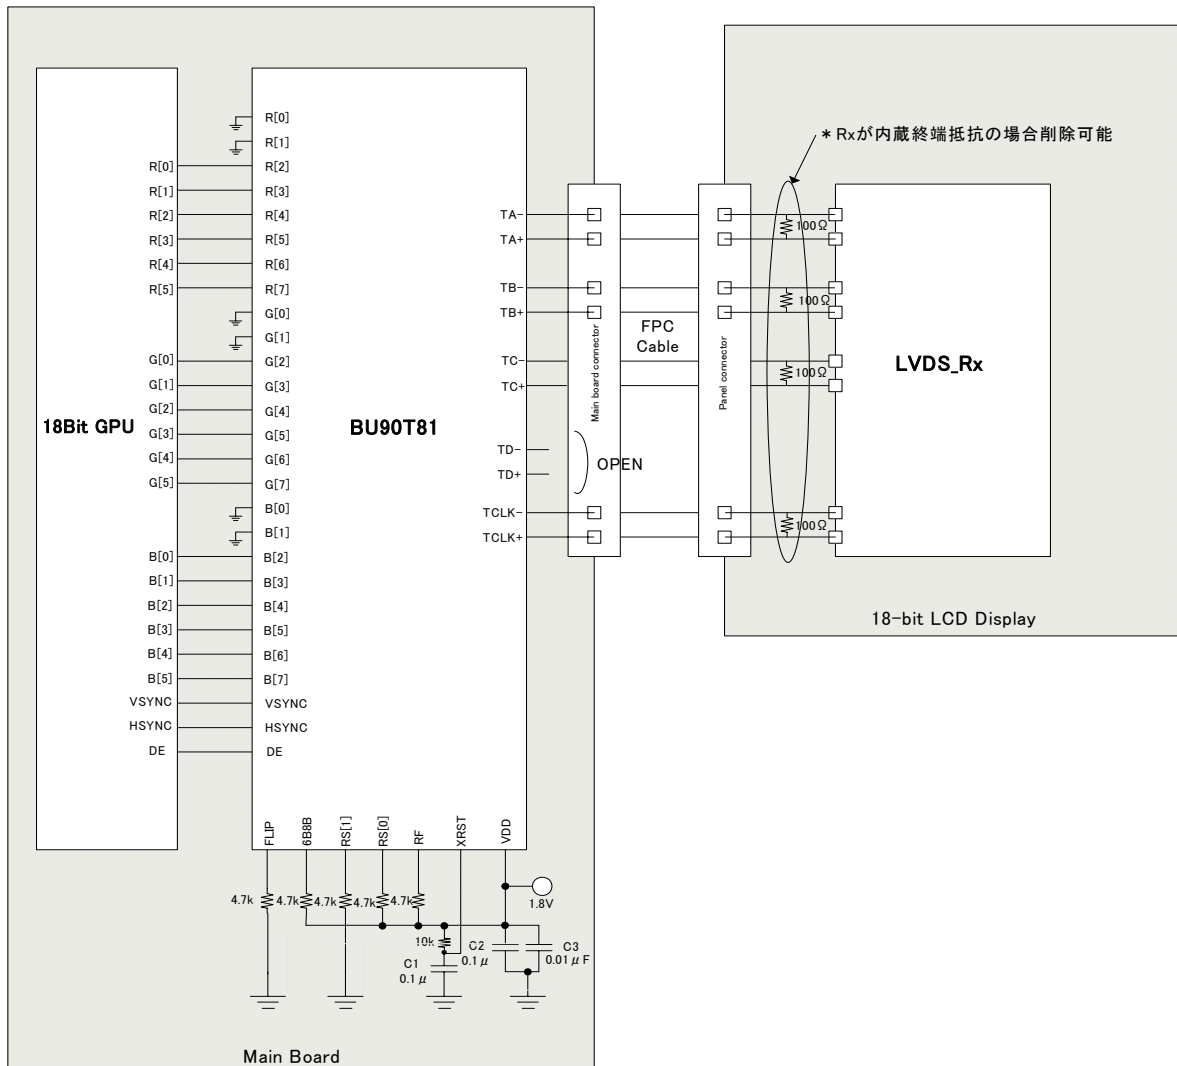 * Rxが内蔵終端抵抗の場合削除可能
18Bit GPU
R[0]
R[1]
R[2]
R[3]
R[4]
R[5]
G[0]
G[1]
G[2]
G[3]
G[4]
G[5]
B[0]
B[1]
B[2]
B[3]
B[4]
B[5]
VSYNC
HSYNC
DE
BU90T81
R[0]
R[1]
R[2]
R[3]
R[4]
R[5]
R[6]
R[7]
G[0]
G[1]
G[2]
G[3]
G[4]
G[5]
G[6]
G[7]
B[0]
B[1]
B[2]
B[3]
B[4]
B[5]
B[6]
B[7]
VSYNC
HSYNC
DE
TA-
TA+
TB-
TB+
TC-
TC+
TD-
TD+
TCLK-
TCLK+
OPEN
Main board connector
FPC
Cable
Panel connector
100Ω
100Ω
100Ω
100Ω
LVDS_Rx
18-bit LCD Display
FLIP
6B8B
RS[1]
RS[0]
RF
XRST
VDD
4.7k
4.7k
4.7k
4.7k
4.7k
1.8V
10k
C1
0.1μ
C2
0.1μ
C3
0.01μF
Main Board